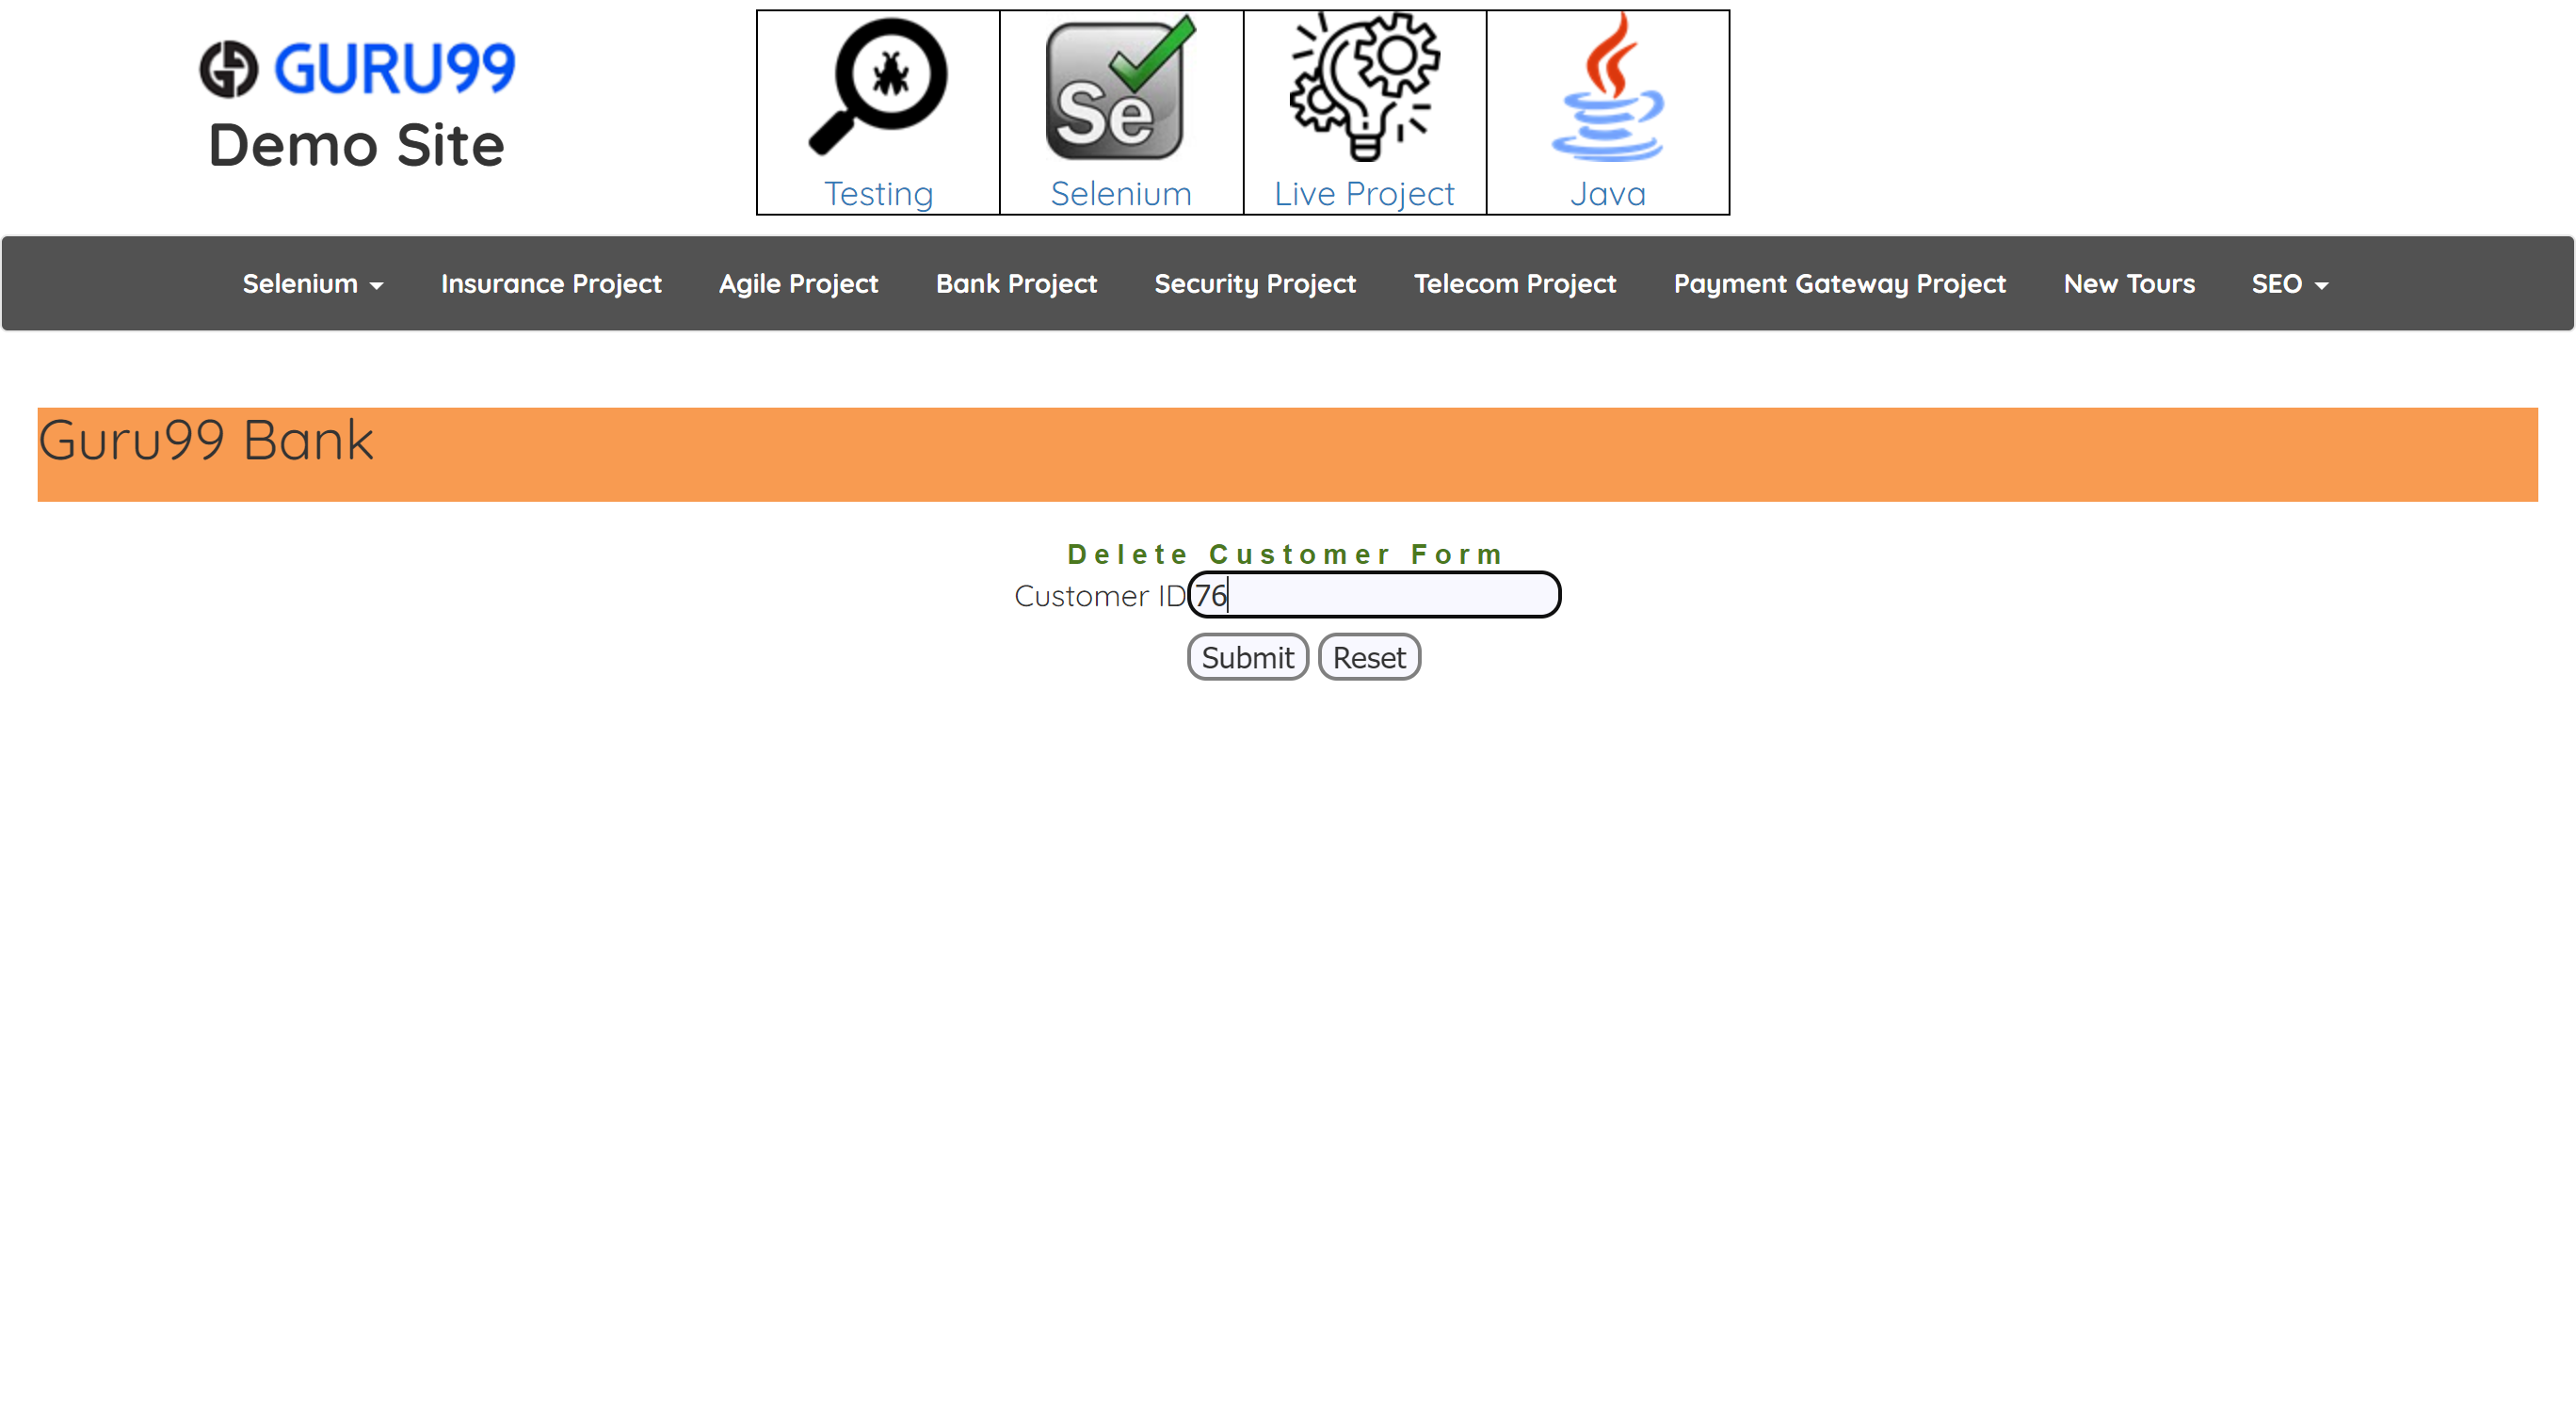 GURU99
Demo Site
Se
Testing
Selenium
Live Project
Java
Selenium
Insurance Project
Agile Project
Bank Project
Security Project
Telecom Project
Payment Gateway Project
New Tours
SEO
Guru99 Bank
Delete Customer Form
Customer ID 76
Submit Reset